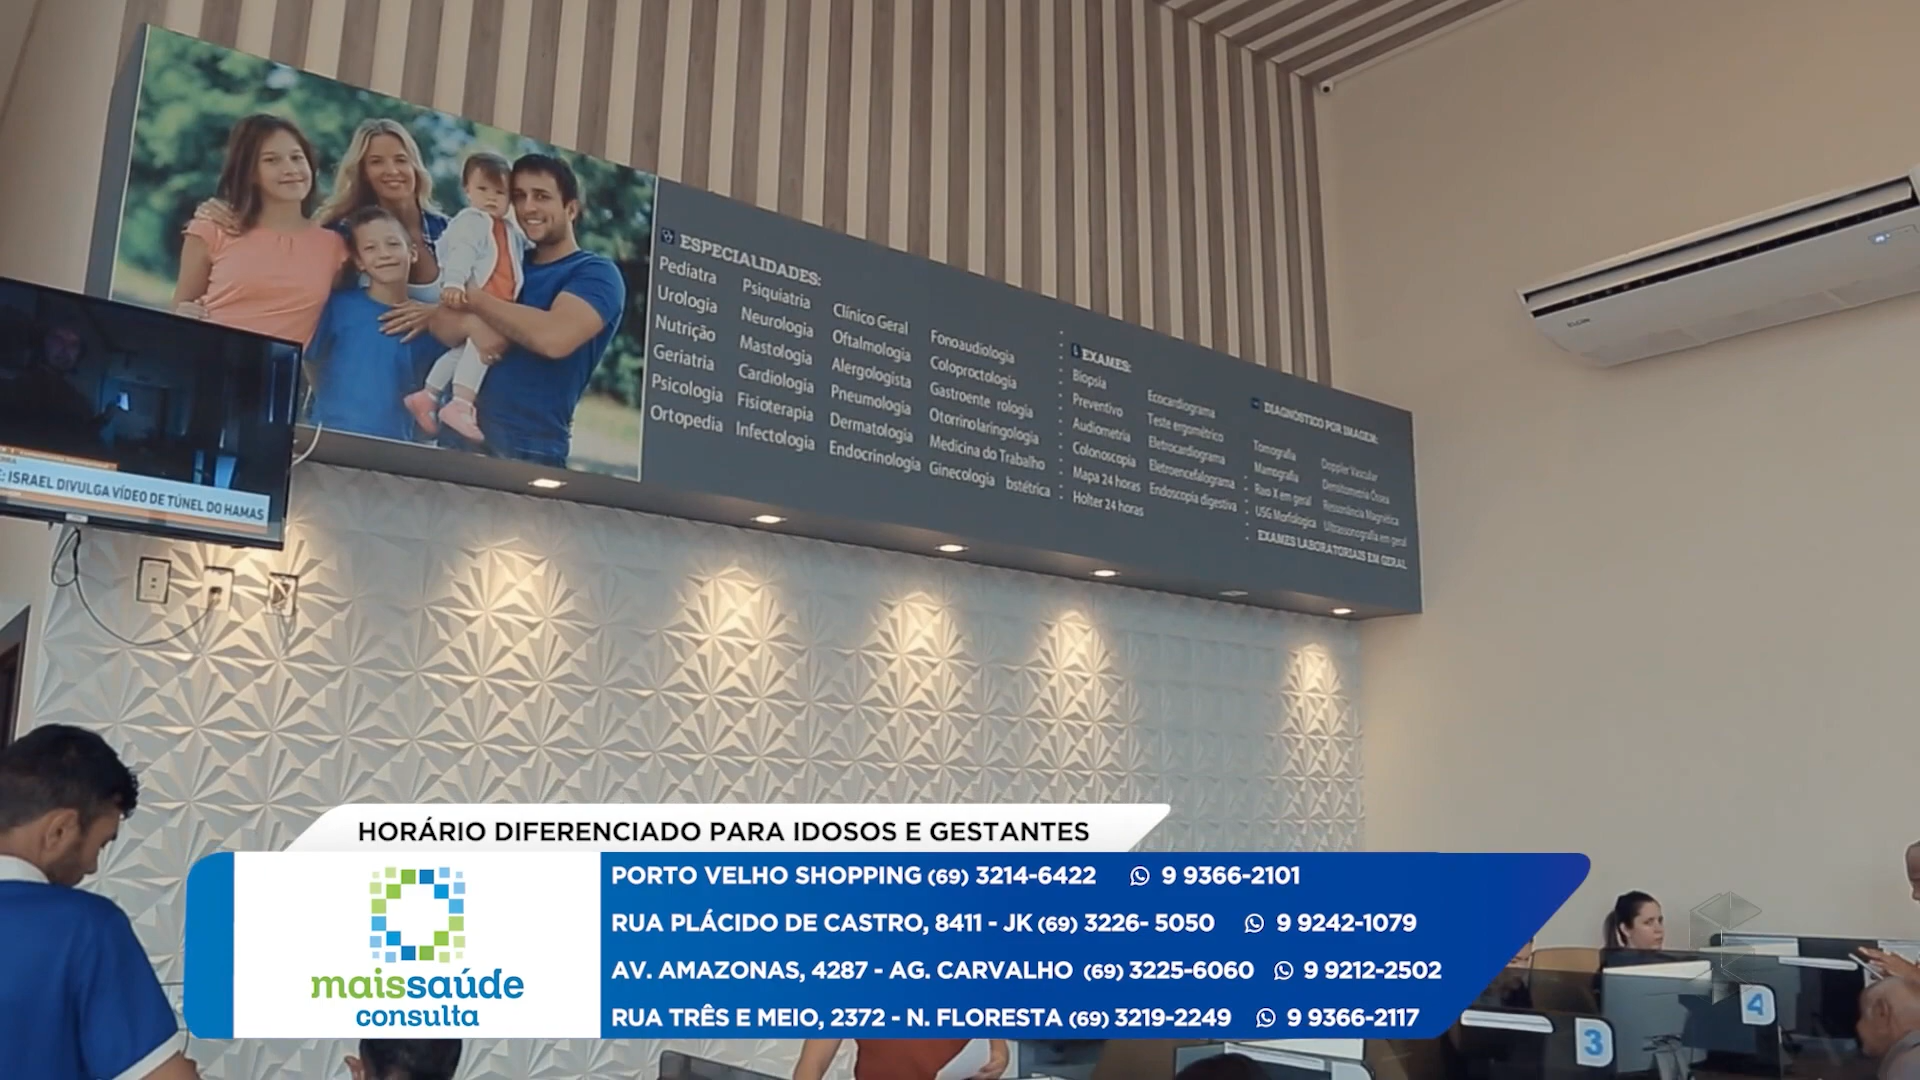 ESPECIALIDADES:
Pediatra
Urologia
Nutrição
Geriatria
Psicologia
Ortopedia
Psiquiatria
Neurologia
Mastologia
Cardiologia
Fisioterapia
Infectologia
Clínico Geral
Oftalmologia
Alergologista
Pneumologia
Dermatologia
Endocrinologia
Fonoaudiologia
Coloproctologia
Gastroente rologia
Otorrinolaringologia
Medicina do Trabalho
Ginecologia bstétrica
EXAMES:
Biopsia
Preventivo
Audiometria
Colonoscopia
Mapa 24 horas
Holter 24 horas
Ecocardiograma
Teste ergométrico
Eletrocardiograma
Eletroencefalograma
Endoscopia digestiva
DIAGNÓSTICO POR IMAGEM:
Tomografia
Mamografia
Raio X em geral
USG Morfologica
Doppler Vascular
Densitometria Óssea
Ressonância Magnética
Ultrassonografia em geral
EXAMES LABORATORIAIS EM GERAL
: ISRAEL DIVULGA VÍDEO DE TÚNEL DO HAMAS
ELGIN
3
4
HORÁRIO DIFERENCIADO PARA IDOSOS E GESTANTES
maissaúde
consulta
PORTO VELHO SHOPPING (69) 3214-6422 9 9366-2101
RUA PLÁCIDO DE CASTRO, 8411 - JK (69) 3226- 5050 9 9242-1079
AV. AMAZONAS, 4287 - AG. CARVALHO (69) 3225-6060 9 9212-2502
RUA TRÊS E MEIO, 2372 - N. FLORESTA (69) 3219-2249 9 9366-2117